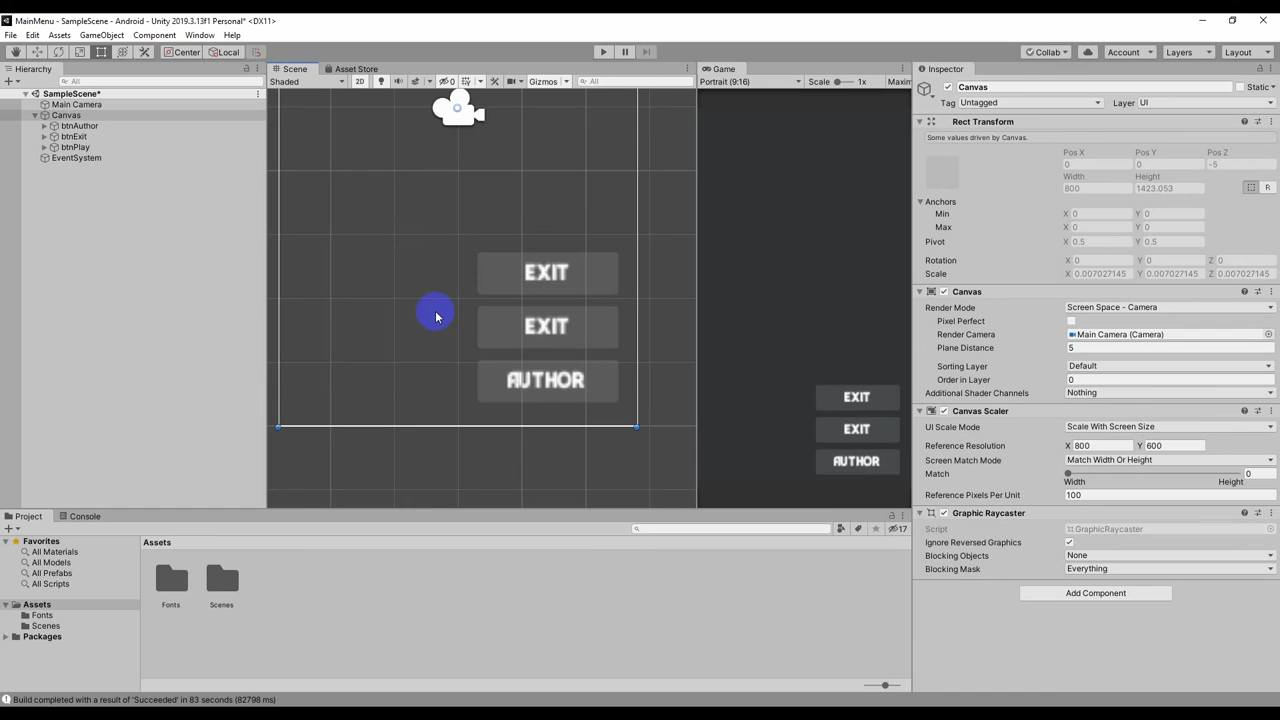 MainMenu - SampleScene - Android - Unity 2019.3.13f1 Personal* <DX11>
File Edit Assets GameObject Component Window Help
Center Local Collab Account Layers Layout
Hierarchy
All
SampleScene*
Main Camera
Canvas
btnAuthor
btnExit
btnPlay
EventSystem
Scene Asset Store
Shaded 2D 0 Gizmos All
EXIT
EXIT
AUTHOR
Game
Portrait (9:16) Scale 1x Maxin
EXIT
EXIT
AUTHOR
Inspector
Canvas Static
Tag Untagged Layer UI
Rect Transform
Some values driven by Canvas.
Pos X Pos Y Pos Z
0 0 -5
Width Height
800 1423.053 R
Anchors
Min X 0 Y 0
Max X 0 Y 0
Pivot X 0.5 Y 0.5
Rotation X 0 Y 0 Z 0
Scale X 0.007027145 Y 0.007027145 Z 0.007027145
Canvas
Render Mode Screen Space - Camera
Pixel Perfect
Render Camera Main Camera (Camera)
Plane Distance 5
Sorting Layer Default
Order in Layer 0
Additional Shader Channels Nothing
Canvas Scaler
UI Scale Mode Scale With Screen Size
Reference Resolution X 800 Y 600
Screen Match Mode Match Width Or Height
Match 0
Width Height
Reference Pixels Per Unit 100
Graphic Raycaster
Script GraphicRaycaster
Ignore Reversed Graphics
Blocking Objects None
Blocking Mask Everything
Add Component
Project Console
17
Favorites
All Materials
All Models
All Prefabs
All Scripts
Assets
Fonts
Scenes
Packages
Assets
Fonts Scenes
Build completed with a result of 'Succeeded' in 83 seconds (82798 ms)